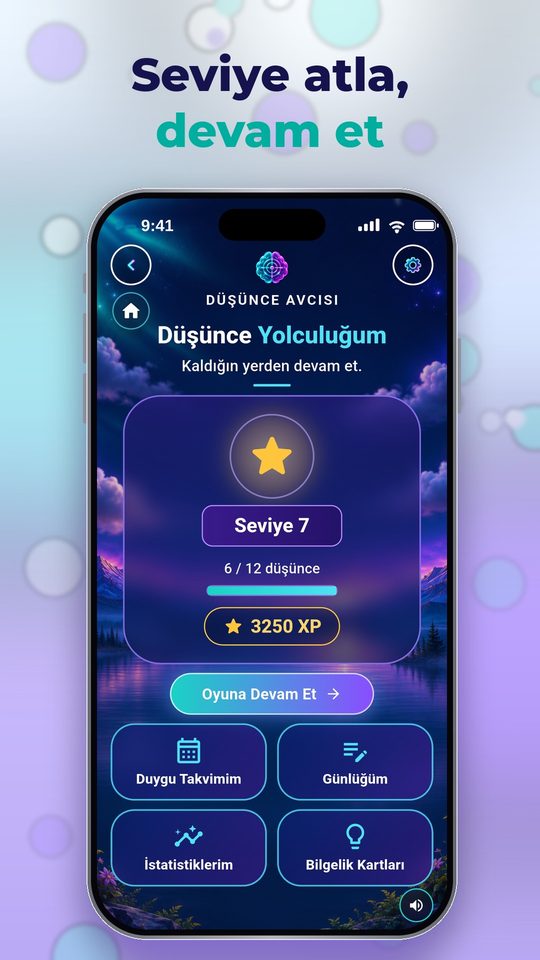 Seviye atla,
devam et
9:41
DÜŞÜNCE AVCISI
Düşünce Yolculuğum
Kaldığın yerden devam et.
Seviye 7
6 / 12 düşünce
3250 XP
Oyuna Devam Et →
Duygu Takvimim
Günlüğüm
İstatistiklerim
Bilgelik Kartları